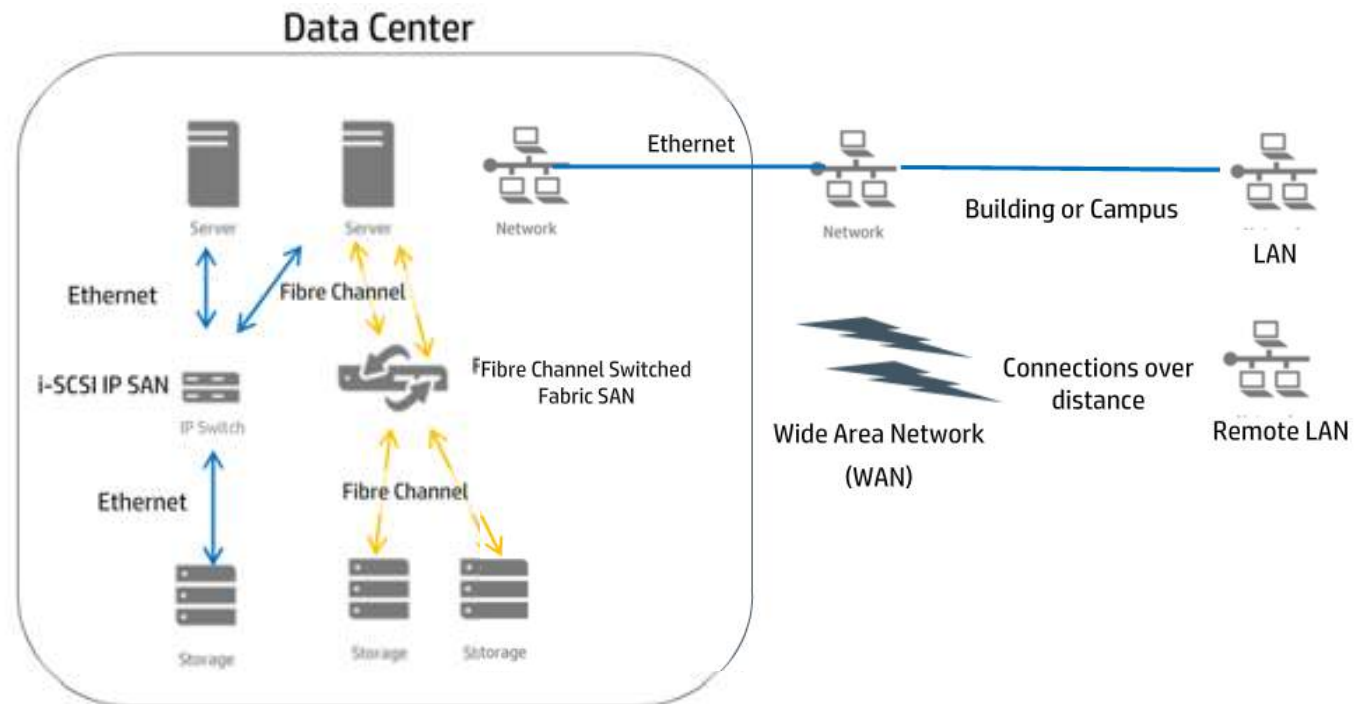 Data Center
Ethernet
Server
Server
Network
Network
Building or Campus
LAN
Ethernet
Fibre Channel
i-SCSI IP SAN
IP Switch
FFibre Channel Switched
Fabric SAN
Connections over
distance
Wide Area Network
(WAN)
Remote LAN
Ethernet
Fibre Channel
Storage
Storage
Sstorage